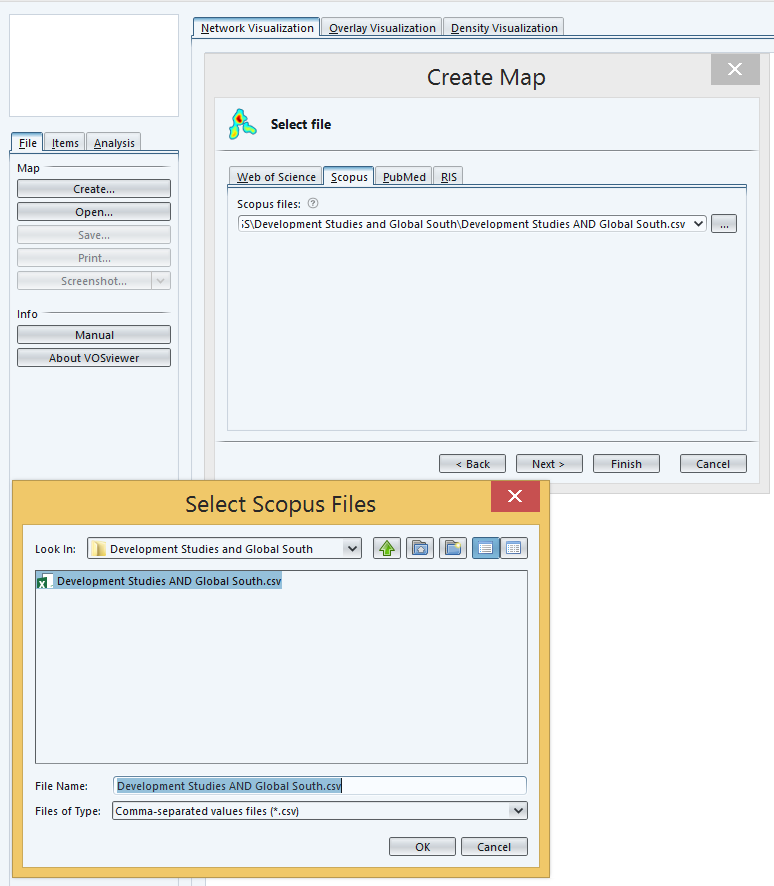 Network Visualization Overlay Visualization Density Visualization
Create Map
Select file
File Items Analysis
Map
Create...
Open...
Save...
Print...
Screenshot...
Info
Manual
About VOSviewer
Web of Science Scopus PubMed RIS
Scopus files: ?
;S\Development Studies and Global South\Development Studies AND Global South.csv ...
< Back Next > Finish Cancel
Select Scopus Files
Look In: Development Studies and Global South
Development Studies AND Global South.csv
File Name: Development Studies AND Global South.csv
Files of Type: Comma-separated values files (*.csv)
OK Cancel